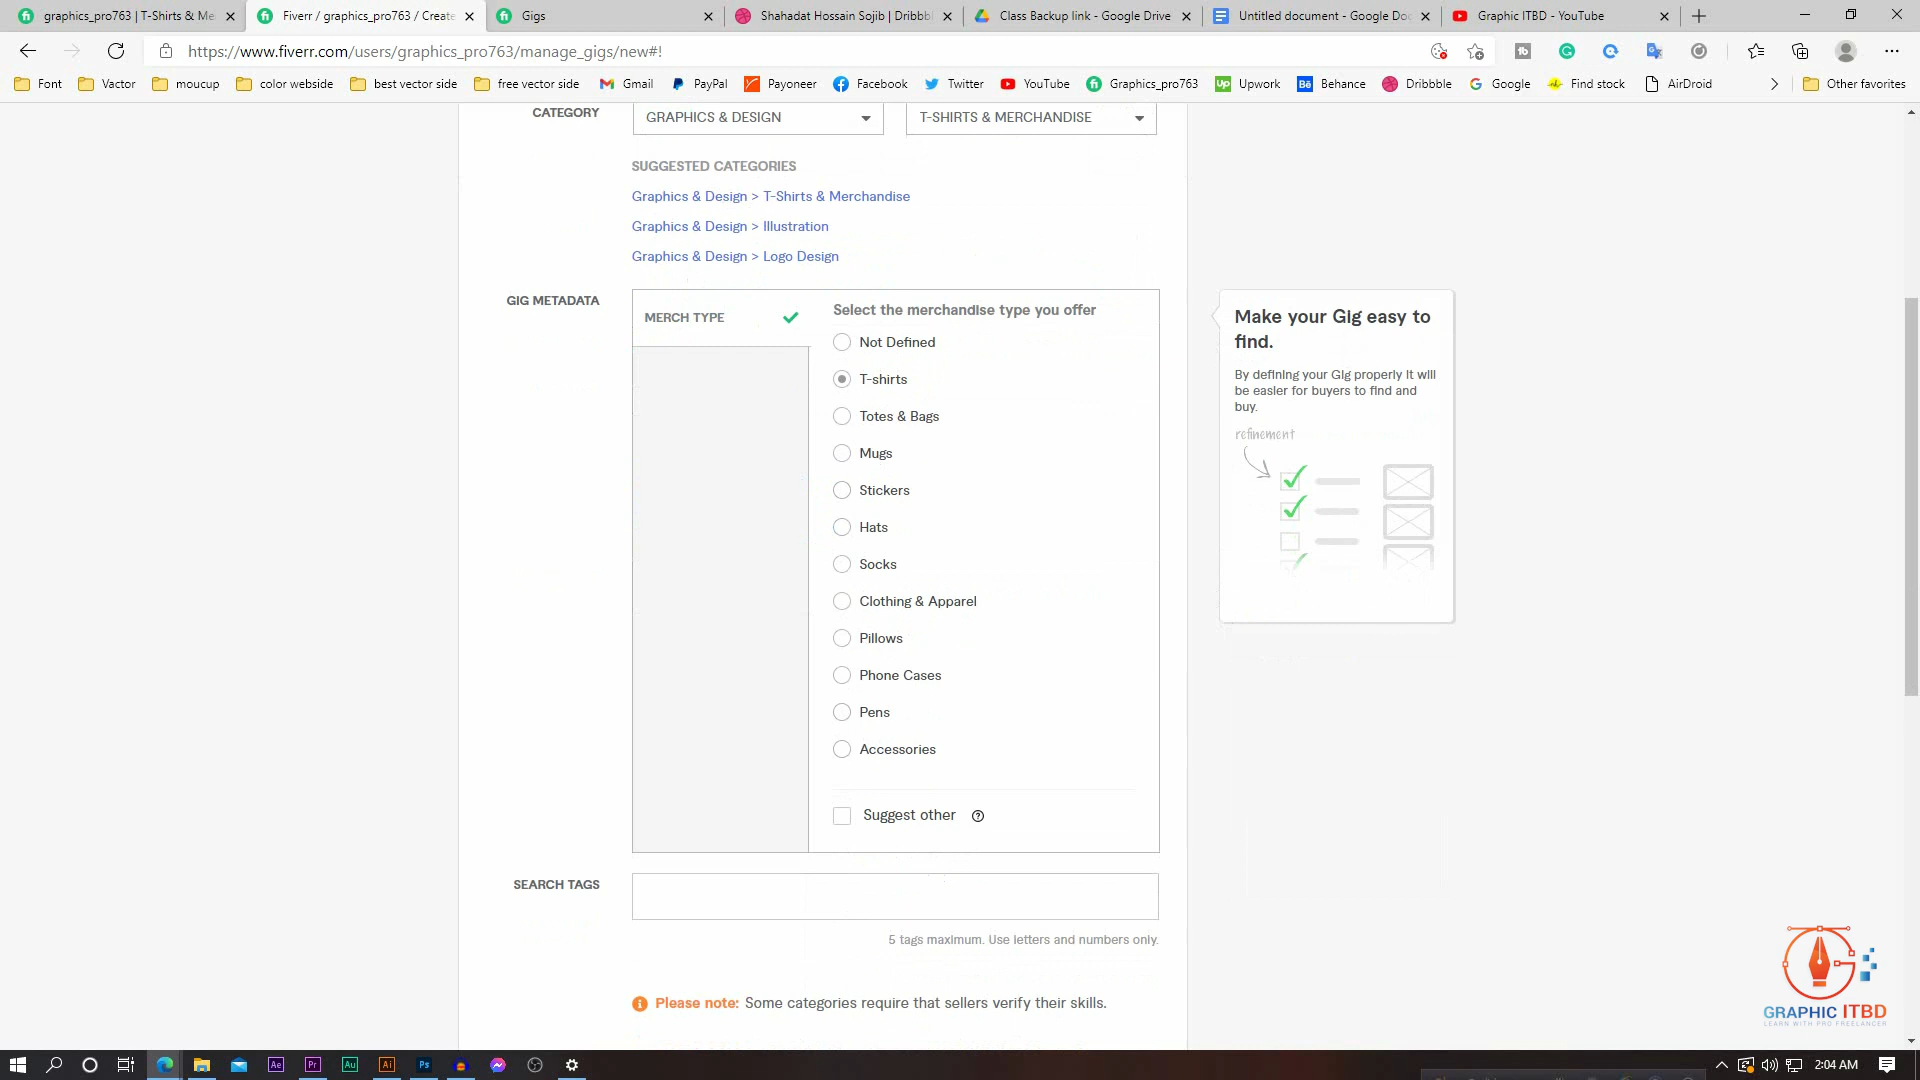 graphics_pro763 | T-Shirts & Me
Fiverr / graphics_pro763 / Create
Gigs
Shahadat Hossain Sojib | Dribbbl
Class Backup link - Google Drive
Untitled document - Google Doc
Graphic ITBD - YouTube
https://www.fiverr.com/users/graphics_pro763/manage_gigs/new#!
Font
Vactor
moucup
color webside
best vector side
free vector side
Gmail
PayPal
Payoneer
Facebook
Twitter
YouTube
Graphics_pro763
Upwork
Behance
Dribbble
Google
Find stock
AirDroid
Other favorites
CATEGORY
GRAPHICS & DESIGN
T-SHIRTS & MERCHANDISE
SUGGESTED CATEGORIES
Graphics & Design > T-Shirts & Merchandise
Graphics & Design > Illustration
Graphics & Design > Logo Design
GIG METADATA
MERCH TYPE
Select the merchandise type you offer
Not Defined
T-shirts
Totes & Bags
Mugs
Stickers
Hats
Socks
Clothing & Apparel
Pillows
Phone Cases
Pens
Accessories
Suggest other
Make your Gig easy to
find.
By defining your Gig properly it will
be easier for buyers to find and
buy.
refinement
SEARCH TAGS
5 tags maximum. Use letters and numbers only.
Please note: Some categories require that sellers verify their skills.
GRAPHIC ITBD
LEARN WITH PRO FREELANCER
2:04 AM